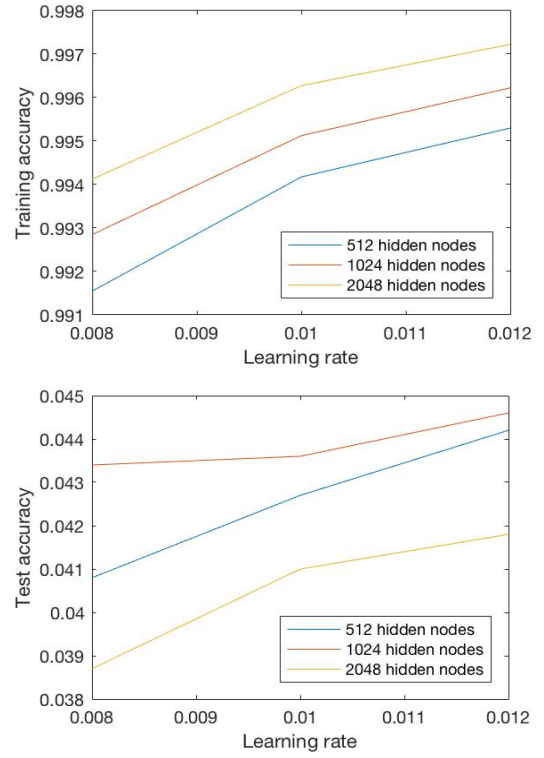 0.998
0.997
0.996
0.995
0.994
0.993
0.992
0.991
Training accuracy
512 hidden nodes
1024 hidden nodes
2048 hidden nodes
0.008 0.009 0.01 0.011 0.012
Learning rate
0.045
0.044
0.043
0.042
0.041
0.04
0.039
0.038
Test accuracy
512 hidden nodes
1024 hidden nodes
2048 hidden nodes
0.008 0.009 0.01 0.011 0.012
Learning rate